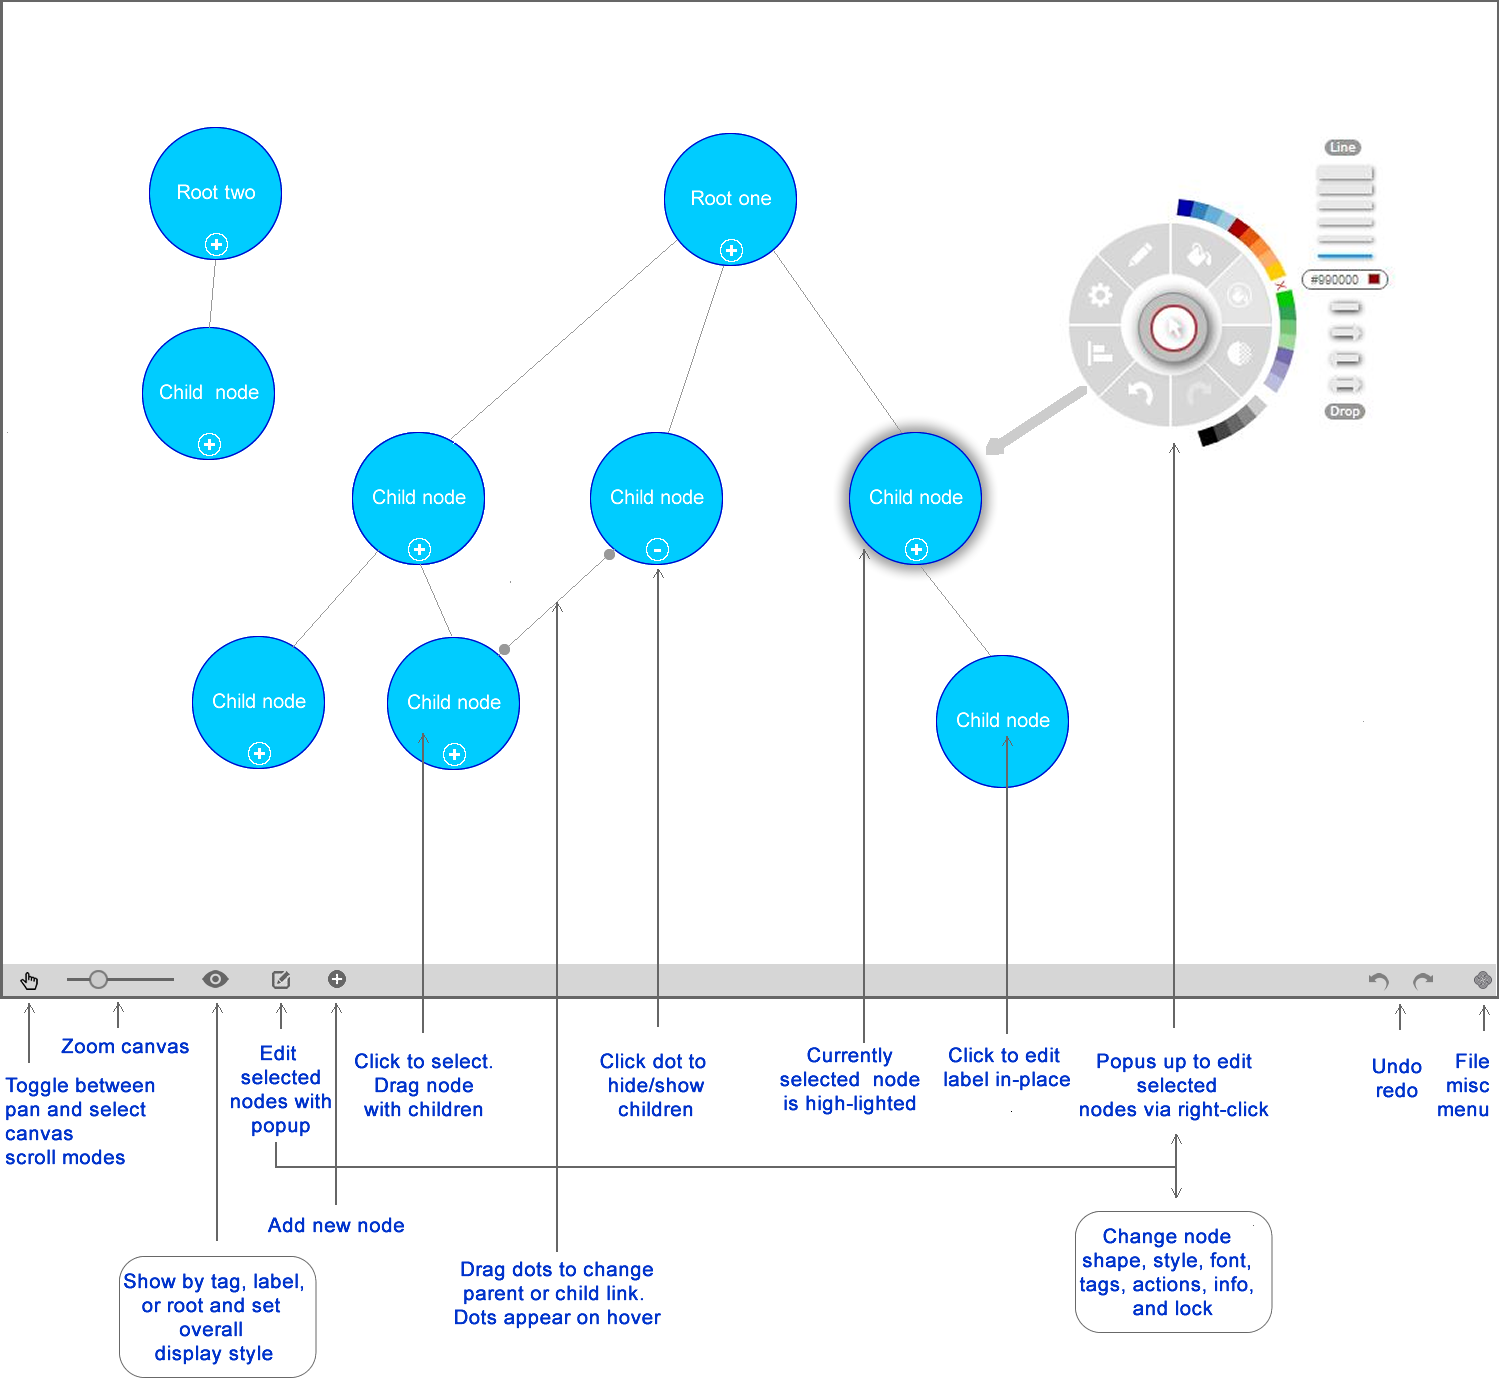 Root two
Root one
Line
#990000
Drop
Child  node
Child node
Child node
Child node
Child node
Child node
Child node
Zoom canvas
Toggle between
pan and select
canvas
scroll modes
Edit
selected
nodes with
popup
Click to select.
Drag node
with children
Click dot to
hide/show
children
Currently
selected  node
is high-lighted
Click to edit
label in-place
Popus up to edit
selected
nodes via right-click
Undo
redo
File
misc
menu
Add new node
Show by tag, label,
or root and set
overall
display style
Drag dots to change
parent or child link.
Dots appear on hover
Change node
shape, style, font,
tags, actions, info,
and lock